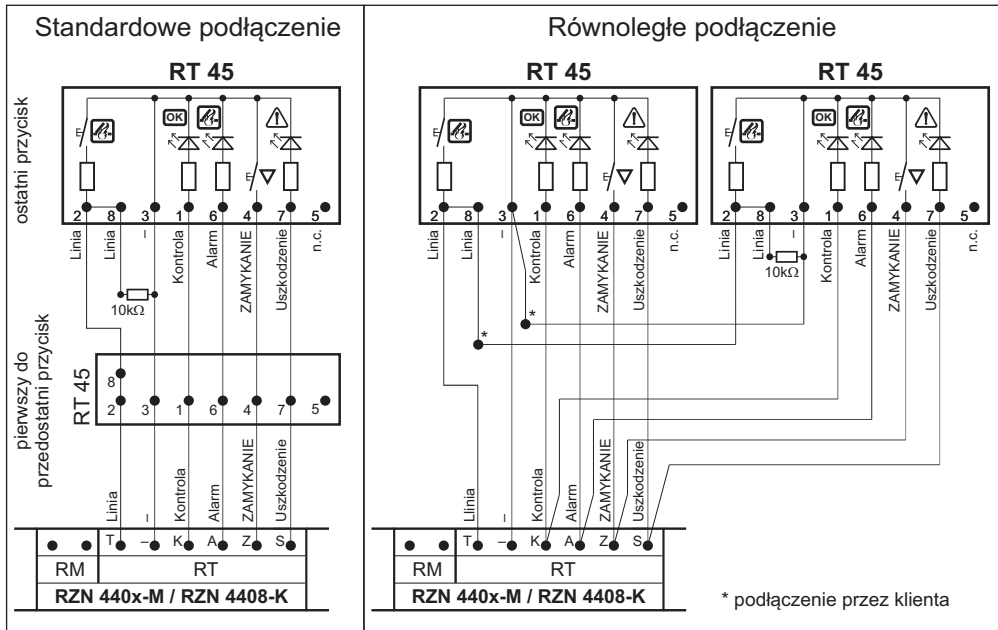 Standardowe podłączenie
RT 45
OK
ostatni przycisk
2 8 3 1 6 4 7 5
Linia
Linia
–
Kontrola
Alarm
ZAMYKANIE
Uszkodzenie
n.c.
10kΩ
pierwszy do
przedostatni przycisk
RT 45
8
2 3 1 6 4 7 5
Linia
–
Kontrola
Alarm
ZAMYKANIE
Uszkodzenie
T – K A Z S
RM RT
RZN 440x-M / RZN 4408-K
Równoległe podłączenie
RT 45
OK
2 8 3 1 6 4 7 5
Linia
Linia
–
Kontrola
Alarm
ZAMYKANIE
Uszkodzenie
n.c.
RT 45
OK
2 8 3 1 6 4 7 5
Linia
Linia
–
Kontrola
Alarm
ZAMYKANIE
Uszkodzenie
n.c.
10kΩ
*
*
Llinia
–
Kontrola
Alarm
ZAMYKANIE
Uszkodzenie
T – K A Z S
RM RT
RZN 440x-M / RZN 4408-K
* podłączenie przez klienta